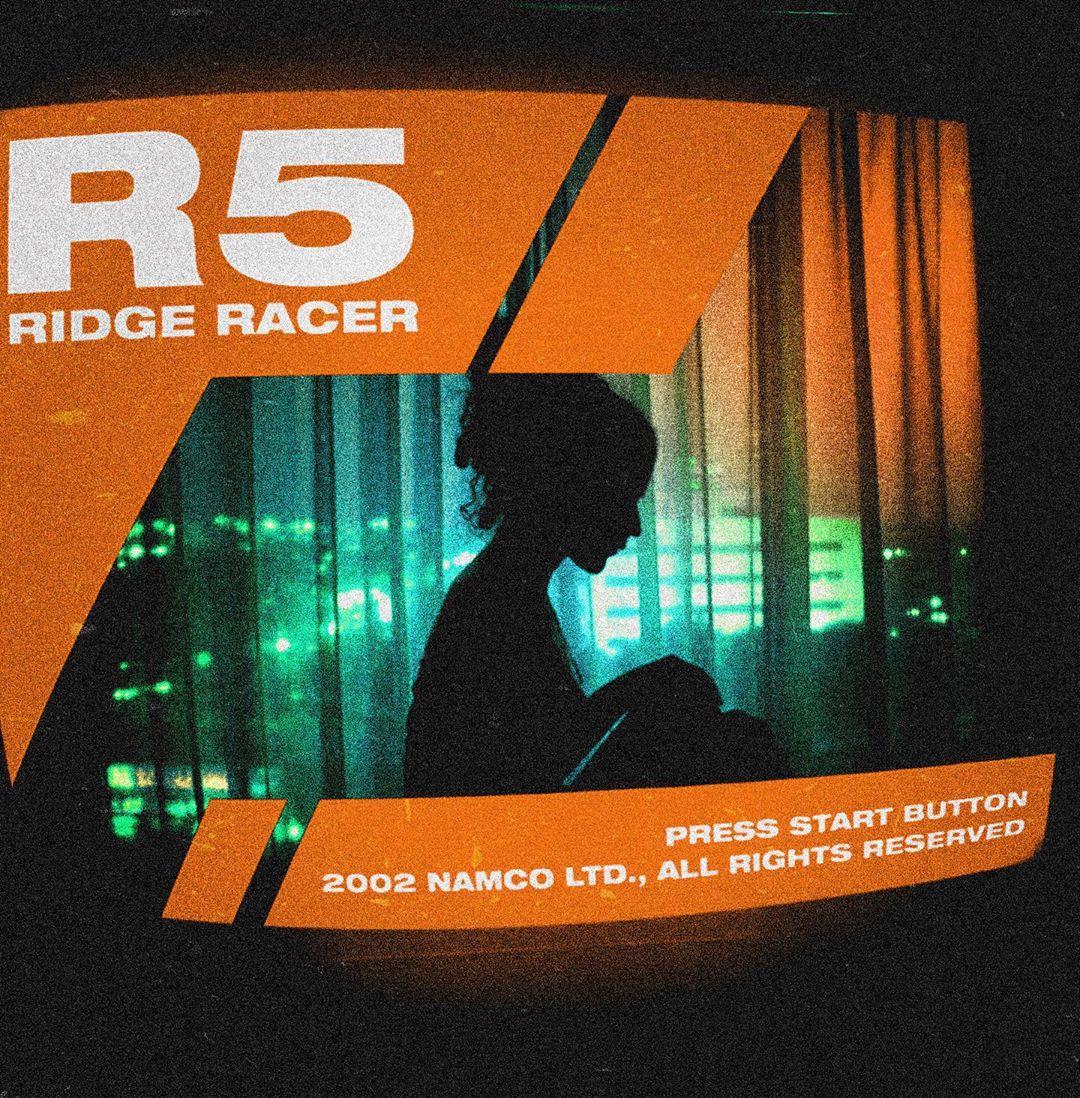 R5
RIDGE RACER
PRESS START BUTTON
2002 NAMCO LTD., ALL RIGHTS RESERVED